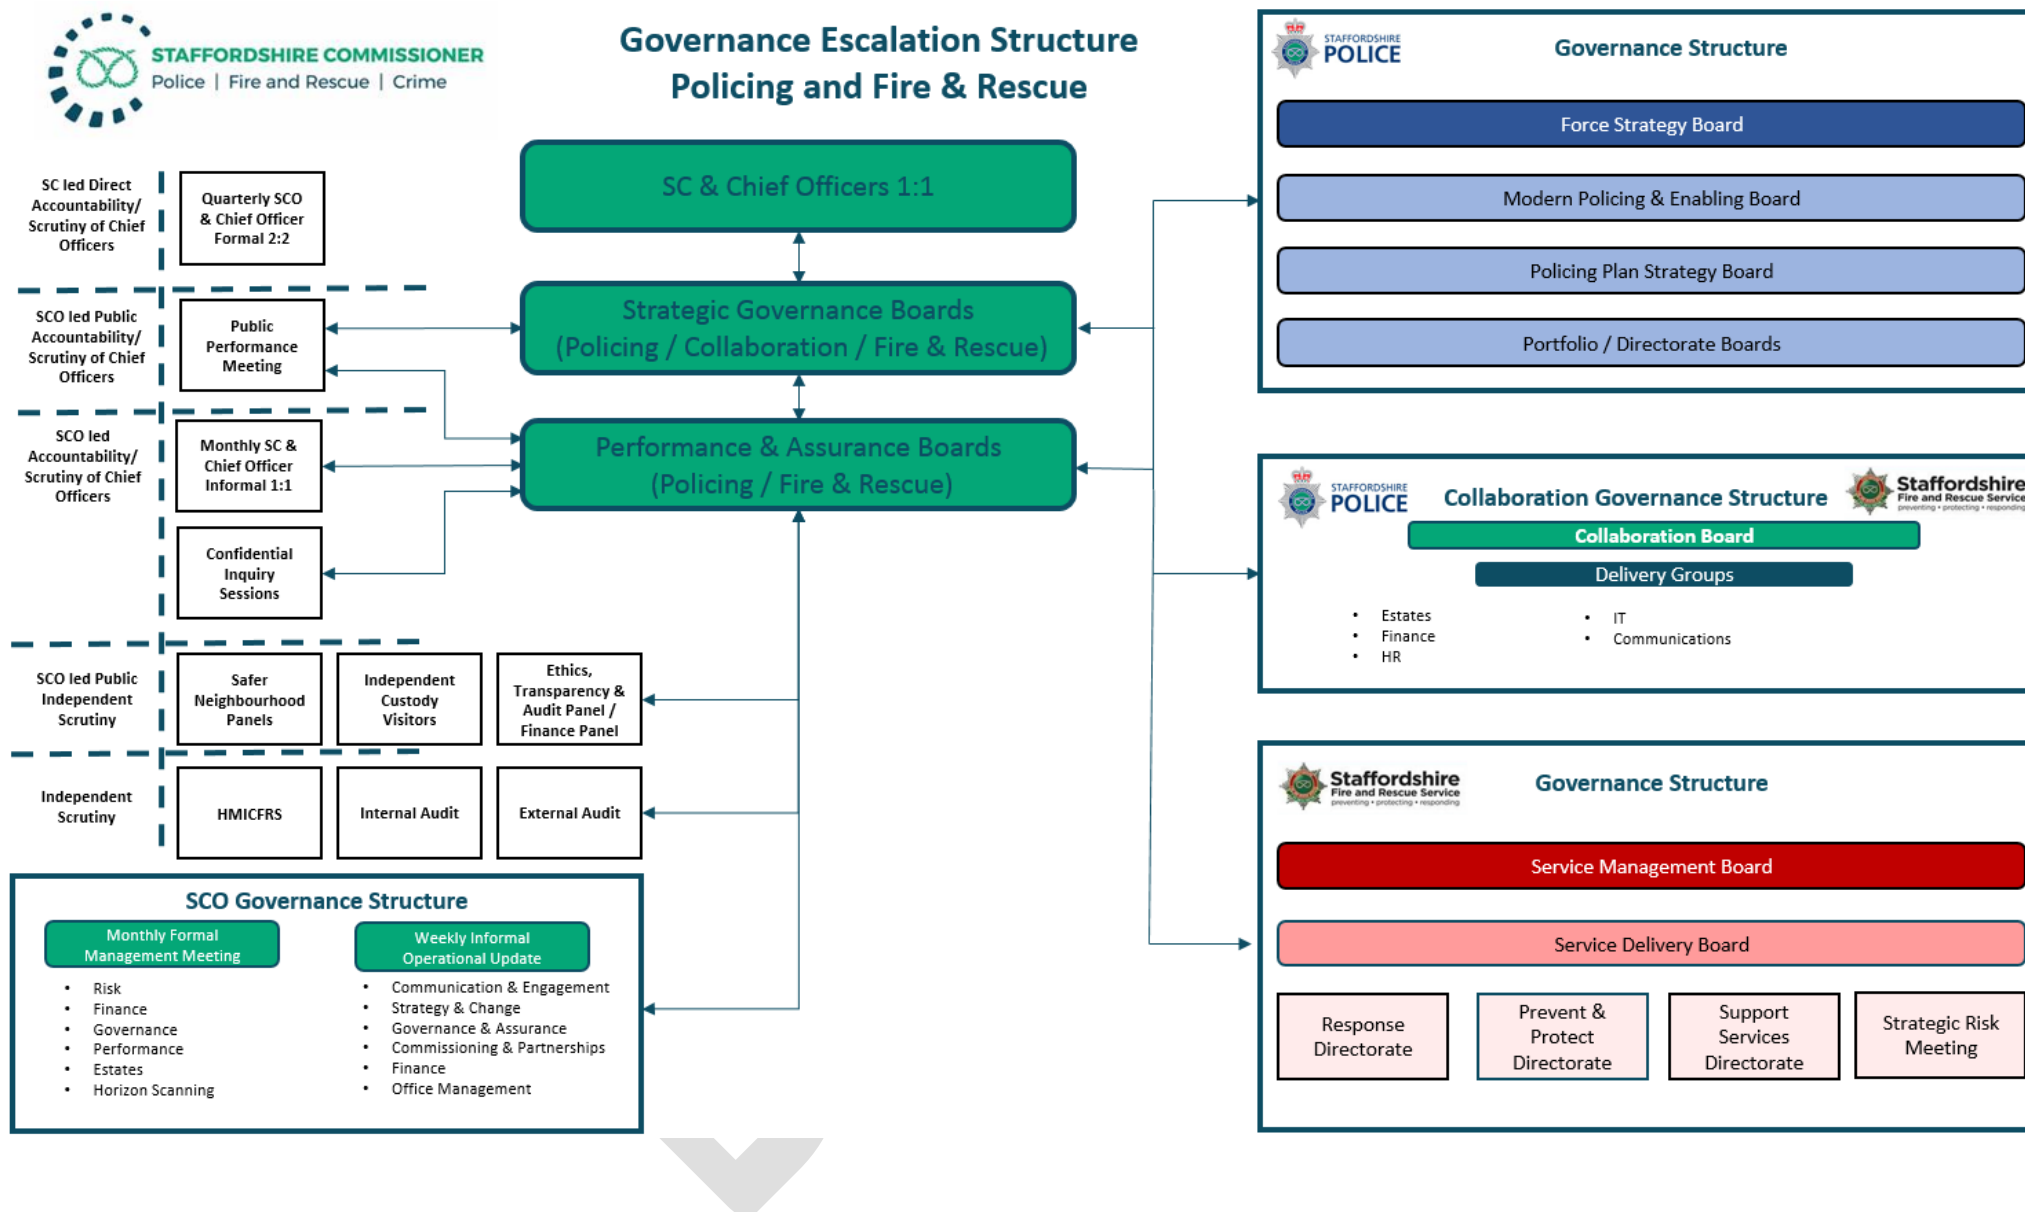 STAFFORDSHIRE COMMISSIONER
Police | Fire and Rescue | Crime
Governance Escalation Structure
Policing and Fire & Rescue
SC led Direct
Accountability/
Scrutiny of Chief
Officers
Quarterly SCO
& Chief Officer
Formal 2:2
SC & Chief Officers 1:1
SCO led Public
Accountability/
Scrutiny of Chief
Officers
Public
Performance
Meeting
Strategic Governance Boards
(Policing / Collaboration / Fire & Rescue)
SCO led
Accountability/
Scrutiny of Chief
Officers
Monthly SC &
Chief Officer
Informal 1:1
Performance & Assurance Boards
(Policing / Fire & Rescue)
Confidential
Inquiry
Sessions
SCO led Public
Independent
Scrutiny
Safer
Neighbourhood
Panels
Independent
Custody
Visitors
Ethics,
Transparency &
Audit Panel /
Finance Panel
Independent
Scrutiny
HMICFRS
Internal Audit
External Audit
SCO Governance Structure
Monthly Formal
Management Meeting
• Risk
• Finance
• Governance
• Performance
• Estates
• Horizon Scanning
Weekly Informal
Operational Update
• Communication & Engagement
• Strategy & Change
• Governance & Assurance
• Commissioning & Partnerships
• Finance
• Office Management
STAFFORDSHIRE
POLICE
Governance Structure
Force Strategy Board
Modern Policing & Enabling Board
Policing Plan Strategy Board
Portfolio / Directorate Boards
STAFFORDSHIRE
POLICE
Collaboration Governance Structure
Staffordshire
Fire and Rescue Service
preventing • protecting • responding
Collaboration Board
Delivery Groups
• Estates
• Finance
• HR
• IT
• Communications
Staffordshire
Fire and Rescue Service
preventing • protecting • responding
Governance Structure
Service Management Board
Service Delivery Board
Response
Directorate
Prevent &
Protect
Directorate
Support
Services
Directorate
Strategic Risk
Meeting